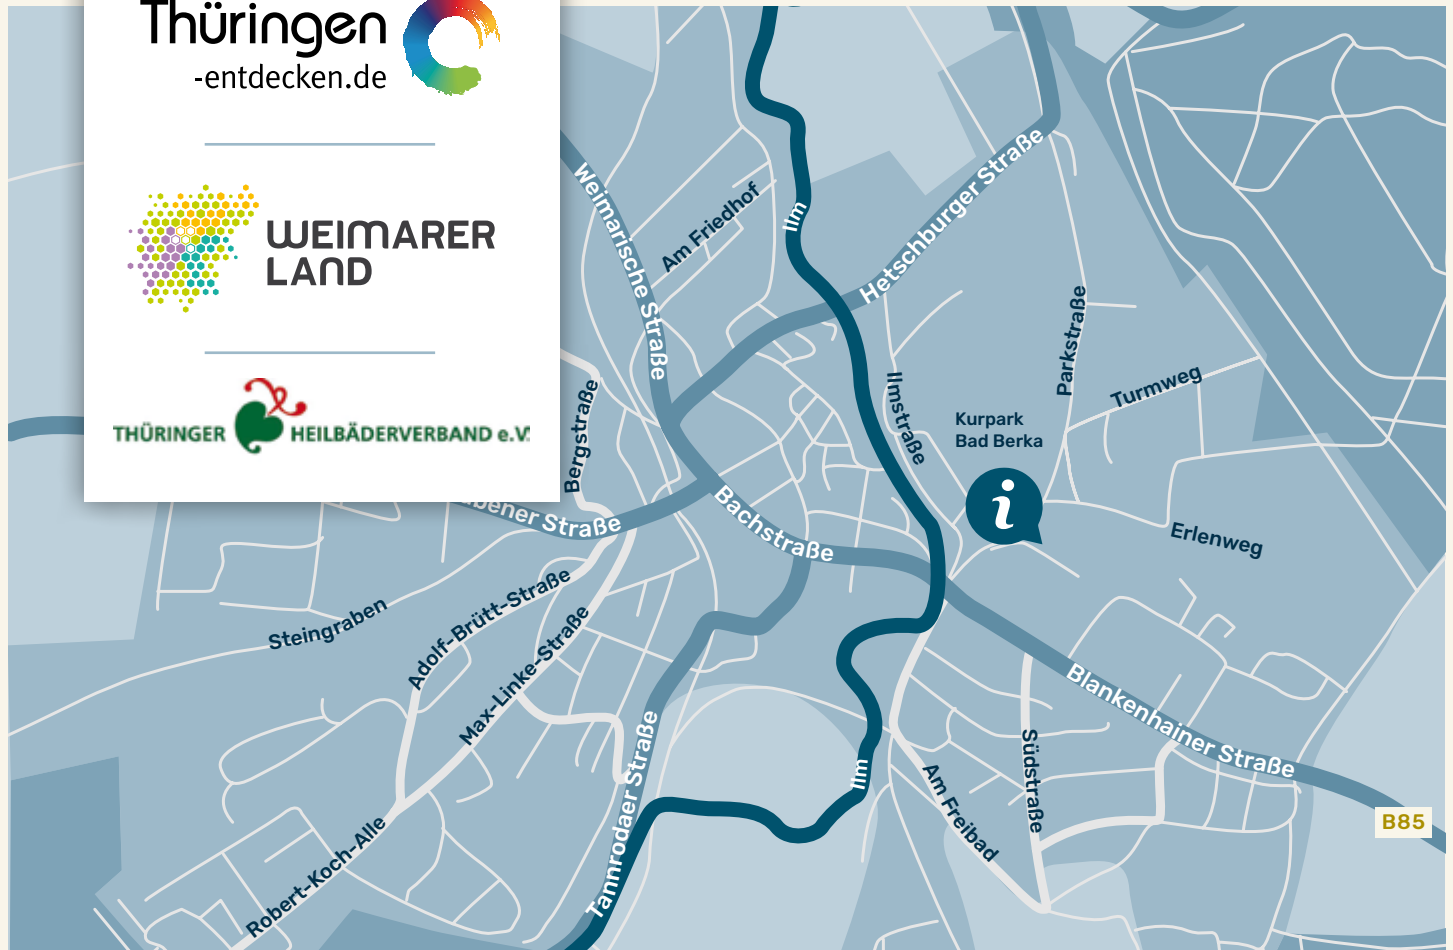 Thüringen
-entdecken.de
WEIMARER
LAND
THÜRINGER HEILBÄDERVERBAND e.V.
Weimarische Straße
Am Friedhof
Ilm
Hetschburger Straße
Parkstraße
Turmweg
Bergstraße
Ilmstraße
Kurpark
Bad Berka
i
bener Straße
Bachstraße
Erlenweg
Steingraben
Adolf-Brütt-Straße
Max-Linke-Straße
Blankenhainer Straße
Tannrodaer Straße
Ilm
Südstraße
Am Freibad
B85
Robert-Koch-Alle